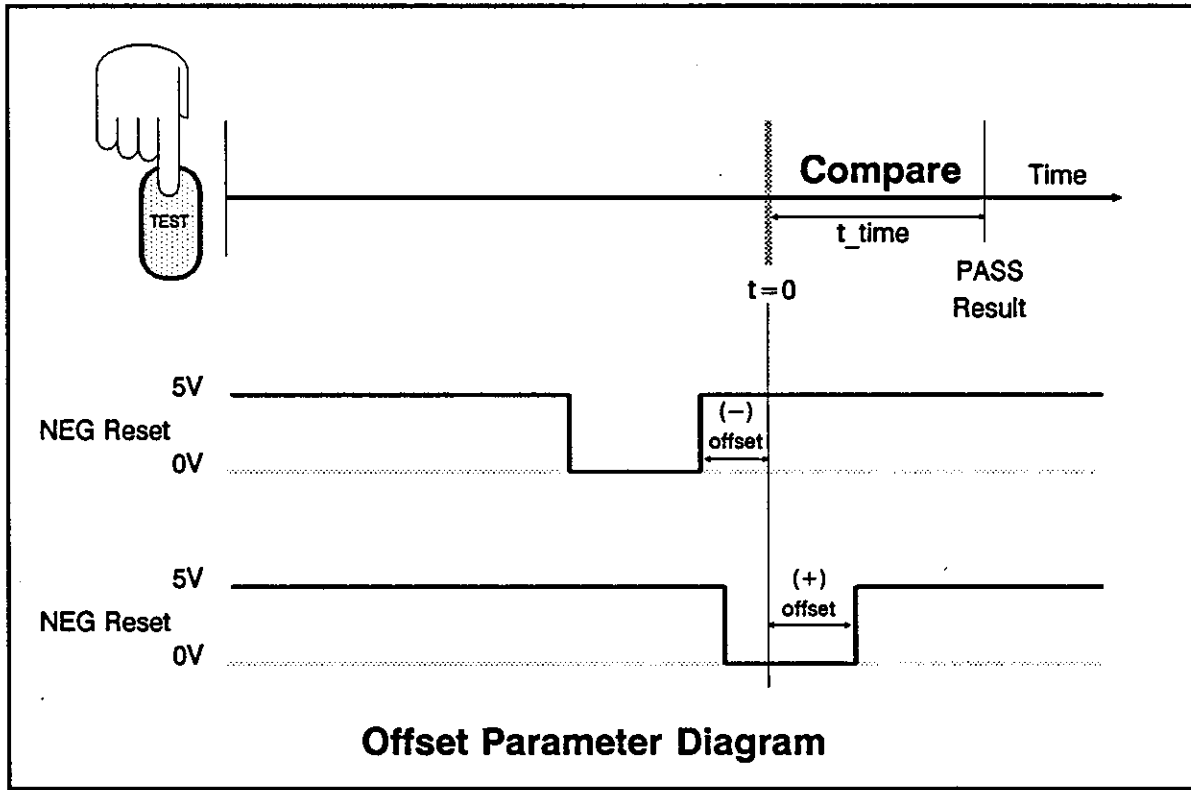 TEST
Compare
Time
t_time
t=0
PASS
Result
5V
NEG Reset
0V
(−)
offset
5V
NEG Reset
0V
(+)
offset
Offset Parameter Diagram